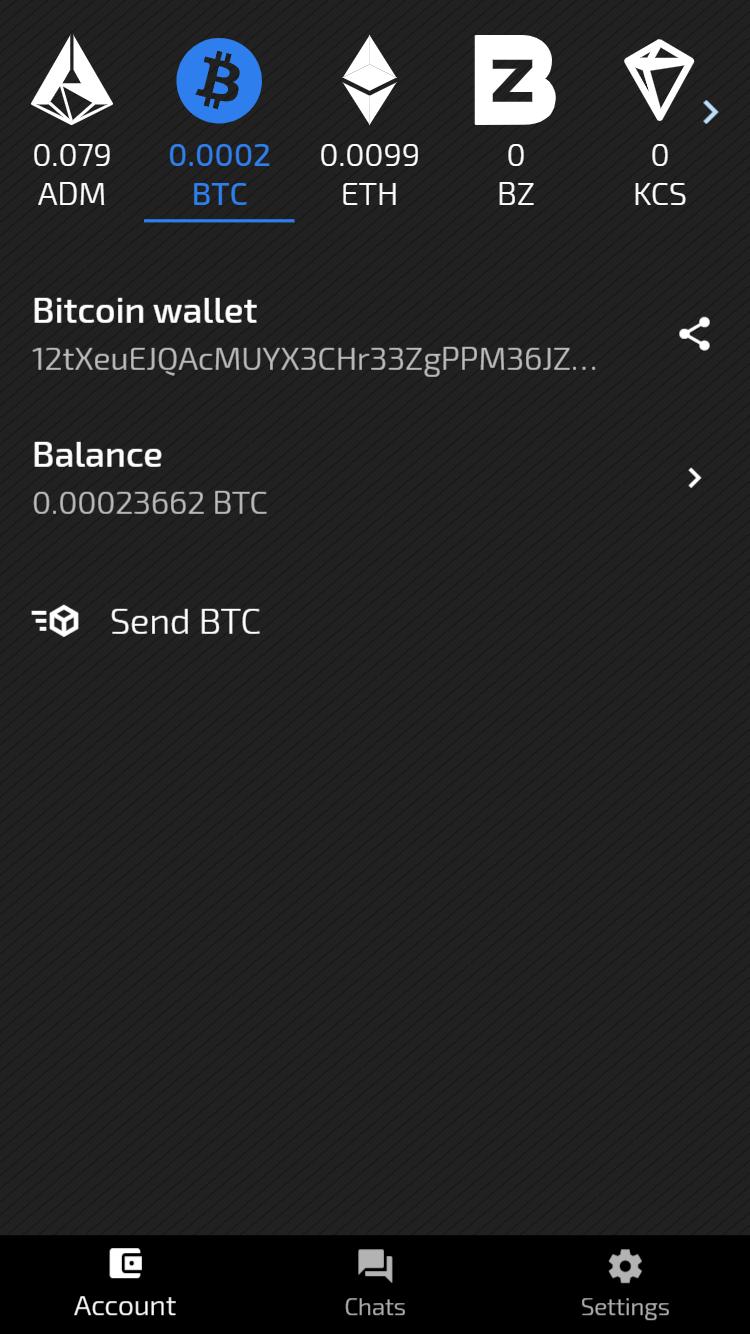 0.079 0.0002 0.0099 0 0
ADM BTC ETH BZ KCS
Bitcoin wallet
12tXeuEJQAcMUYX3CHr33ZgPPM36JZ...
Balance
0.00023662 BTC
Send BTC
Account Chats Settings